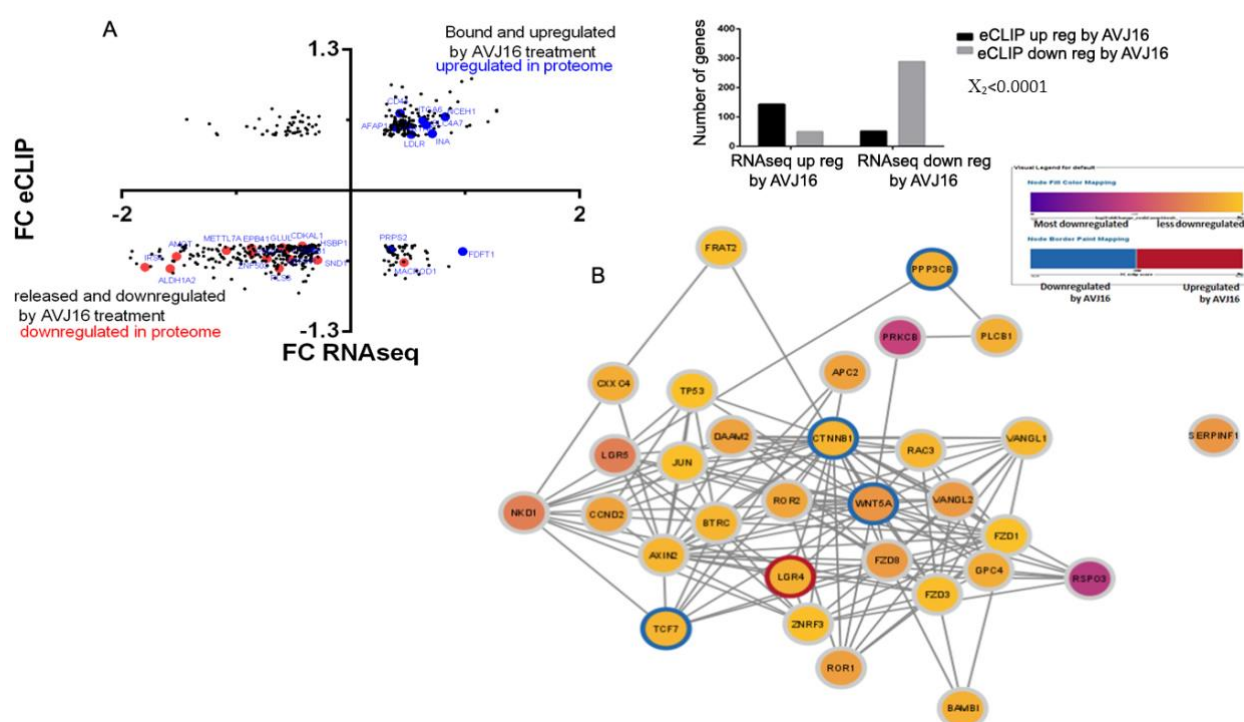 A
1.3
Bound and upregulated
by AVJ16 treatment
upregulated in proteome
CD44
ITGA6
NCEH1
AFAP1
C4A7
LDLR
INA
FC eCLIP
-2
2
METTL7A
EPB41
GLUL
CDKAL1
HSBP1
AMOT
SND1
ALDH1A2
PRPS2
FDFT1
MACROD1
released and downregulated
by AVJ16 treatment
downregulated in proteome
-1.3
FC RNAseq
Number of genes
400
300
200
100
0
RNAseq up reg
by AVJ16
RNAseq down reg
by AVJ16
eCLIP up reg by AVJ16
eCLIP down reg by AVJ16
X₂<0.0001
Visual Legend for default
Node Fill Color Mapping
Most downregulated
less downregulated
Node Border Paint Mapping
Downregulated
by AVJ16
Upregulated
by AVJ16
B
FRAT2
PPP3CB
PRKCB
PLCB1
CXXC4
TP53
APC2
DAAM2
CTNNB1
RAC3
VANGL1
SERPINF1
LGR5
JUN
NKD1
CCND2
BTRC
ROR2
WNT5A
VANGL2
FZD1
AXIN2
LGR4
FZD8
GPC4
RSPO3
FZD3
TCF7
ZNRF3
ROR1
BAMBI